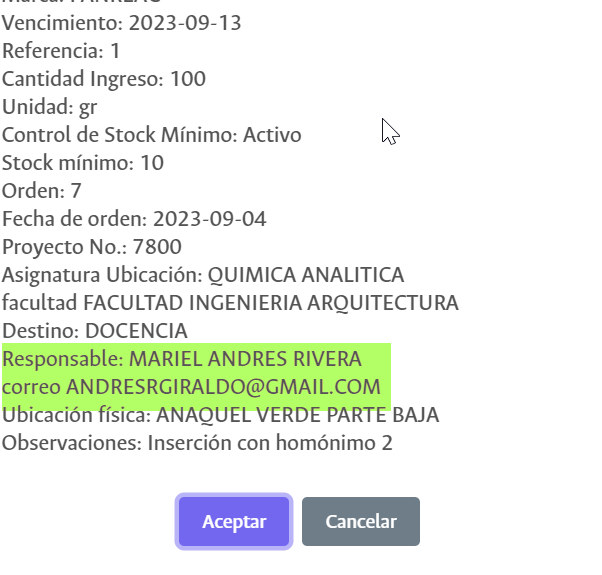 Vencimiento: 2023-09-13
Referencia: 1
Cantidad Ingreso: 100
Unidad: gr
Control de Stock Mínimo: Activo
Stock mínimo: 10
Orden: 7
Fecha de orden: 2023-09-04
Proyecto No.: 7800
Asignatura Ubicación: QUIMICA ANALITICA
facultad FACULTAD INGENIERIA ARQUITECTURA
Destino: DOCENCIA
Responsable: MARIEL ANDRES RIVERA
correo ANDRESRGIRALDO@GMAIL.COM
Ubicación física: ANAQUEL VERDE PARTE BAJA
Observaciones: Inserción con homónimo 2
Aceptar Cancelar